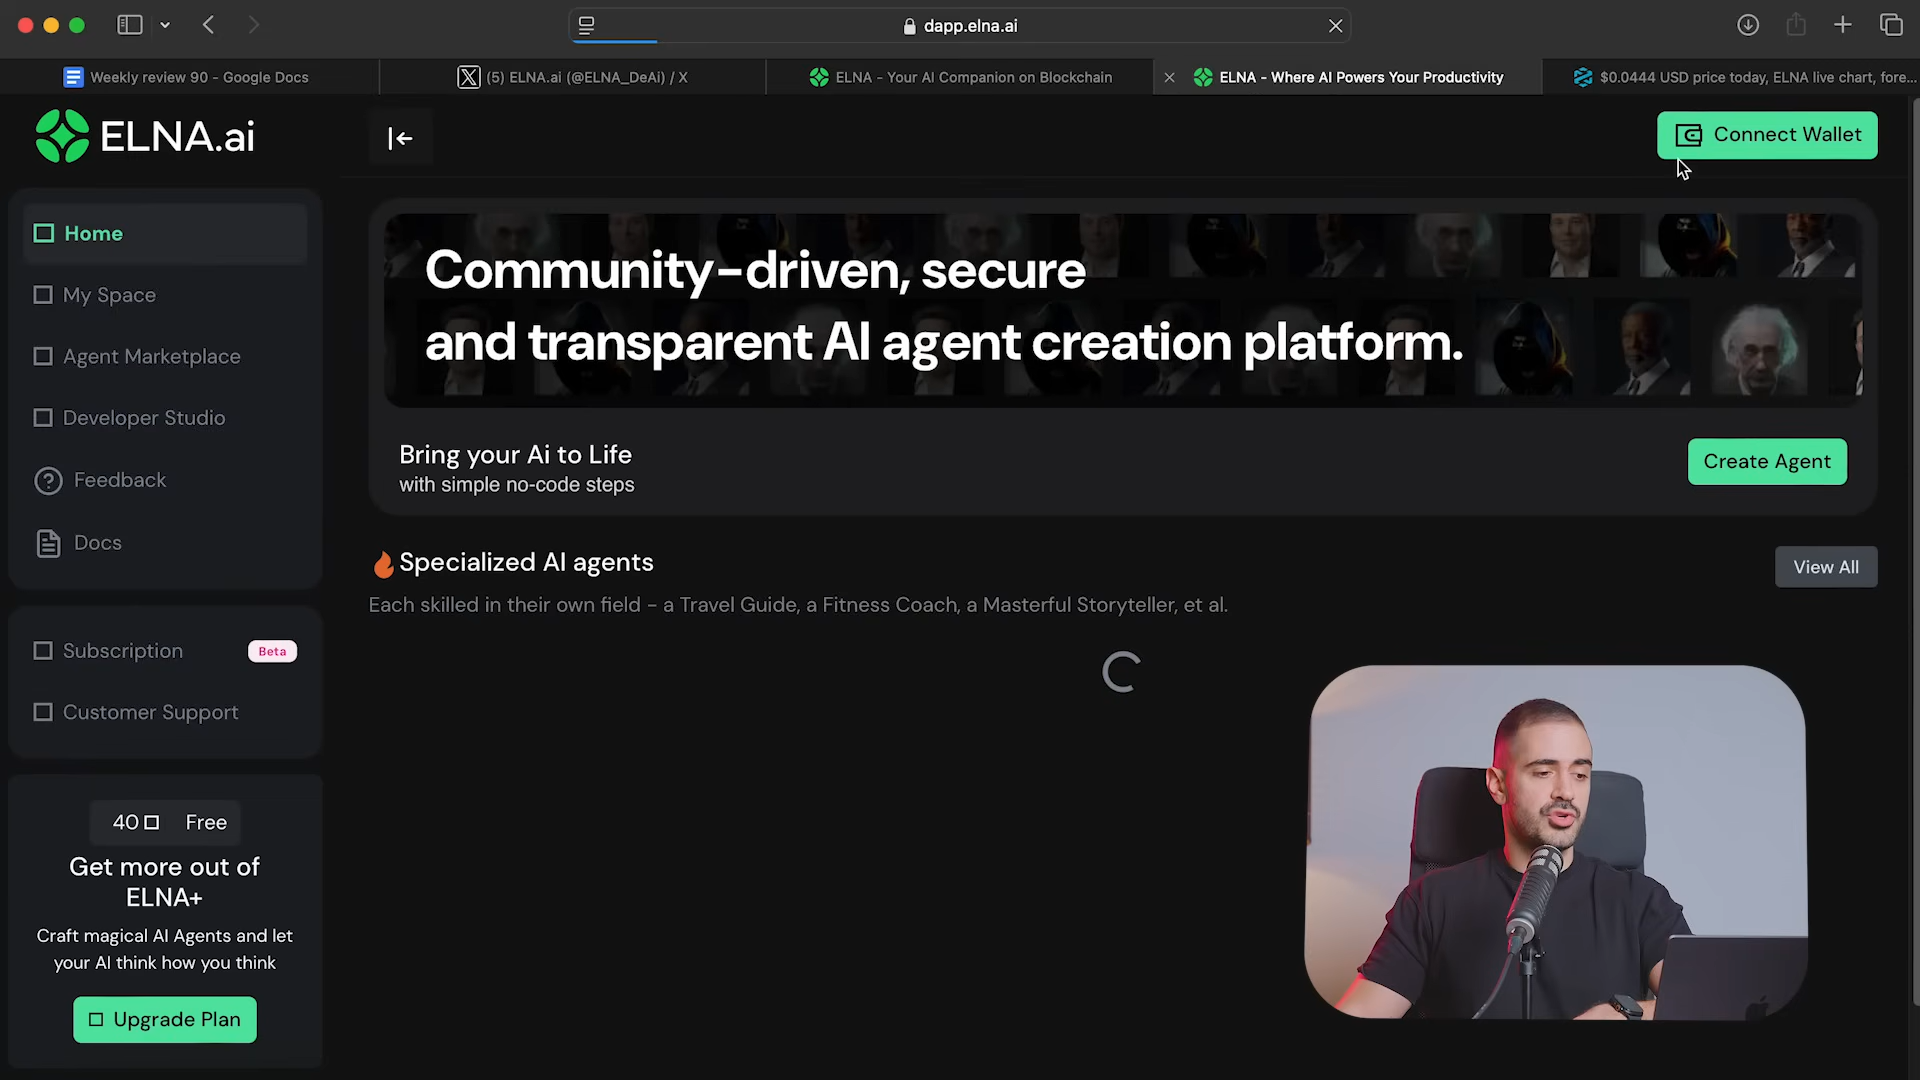 dapp.elna.ai
Weekly review 90 - Google Docs
(5) ELNA.ai (@ELNA_DeAi) / X
ELNA - Your AI Companion on Blockchain
ELNA - Where AI Powers Your Productivity
$0.0444 USD price today, ELNA live chart, fore...
ELNA.ai
Connect Wallet
Home
My Space
Agent Marketplace
Developer Studio
Feedback
Docs
Subscription
Beta
Customer Support
40 Free
Get more out of
ELNA+
Craft magical AI Agents and let
your AI think how you think
Upgrade Plan
Community-driven, secure
and transparent AI agent creation platform.
Bring your Ai to Life
with simple no-code steps
Create Agent
Specialized AI agents
View All
Each skilled in their own field - a Travel Guide, a Fitness Coach, a Masterful Storyteller, et al.